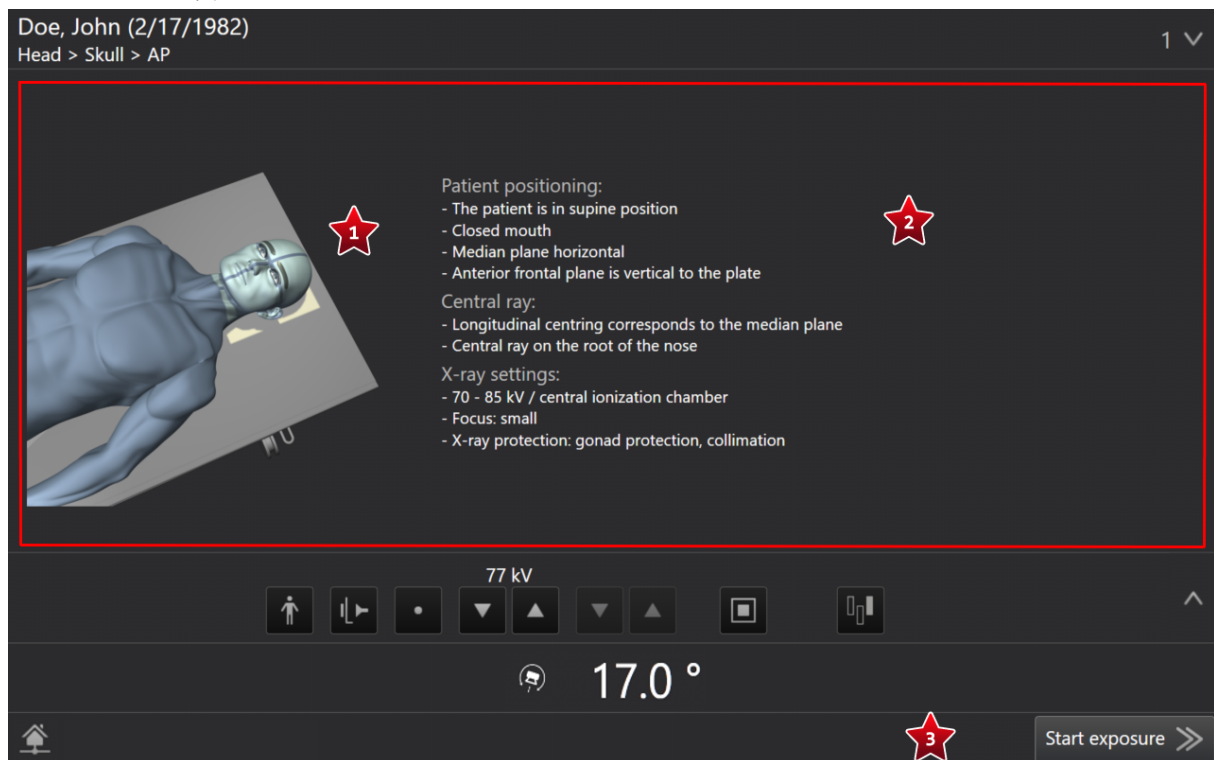 Doe, John (2/17/1982)
Head > Skull > AP
1
1
2
Patient positioning:
- The patient is in supine position
- Closed mouth
- Median plane horizontal
- Anterior frontal plane is vertical to the plate
Central ray:
- Longitudinal centring corresponds to the median plane
- Central ray on the root of the nose
X-ray settings:
- 70 - 85 kV / central ionization chamber
- Focus: small
- X-ray protection: gonad protection, collimation
77 kV
17.0 °
3
Start exposure